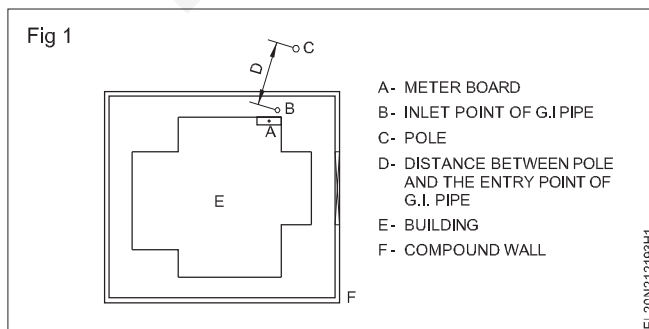 Fig 1
C
D
B
A
E
F
A- METER BOARD
B- INLET POINT OF G.I PIPE
C- POLE
D- DISTANCE BETWEEN POLE
AND THE ENTRY POINT OF
G.I. PIPE
E- BUILDING
F- COMPOUND WALL